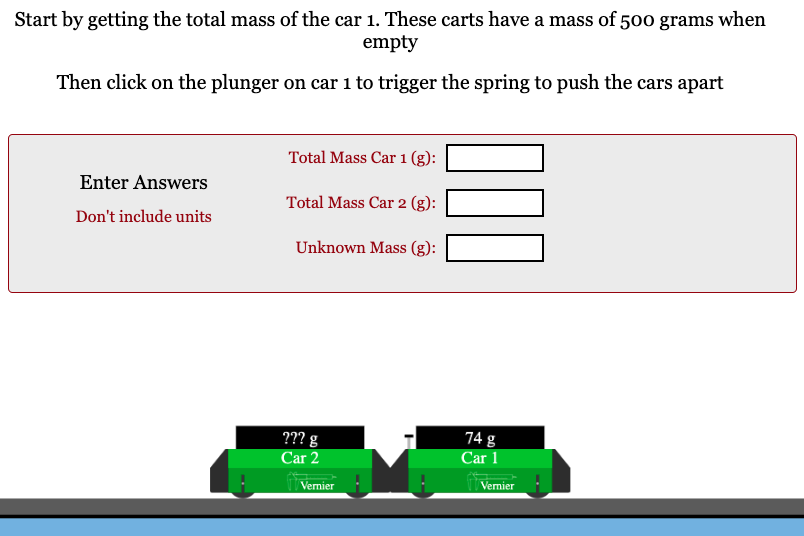 Start by getting the total mass of the car 1. These carts have a mass of 500 grams when
empty
Then click on the plunger on car 1 to trigger the spring to push the cars apart
Total Mass Car 1 (g):
Enter Answers
Total Mass Car 2 (g):
Don't include units
Unknown Mass (g):
??? g
74 g
Car 2
Car 1
Vernier
Vernier